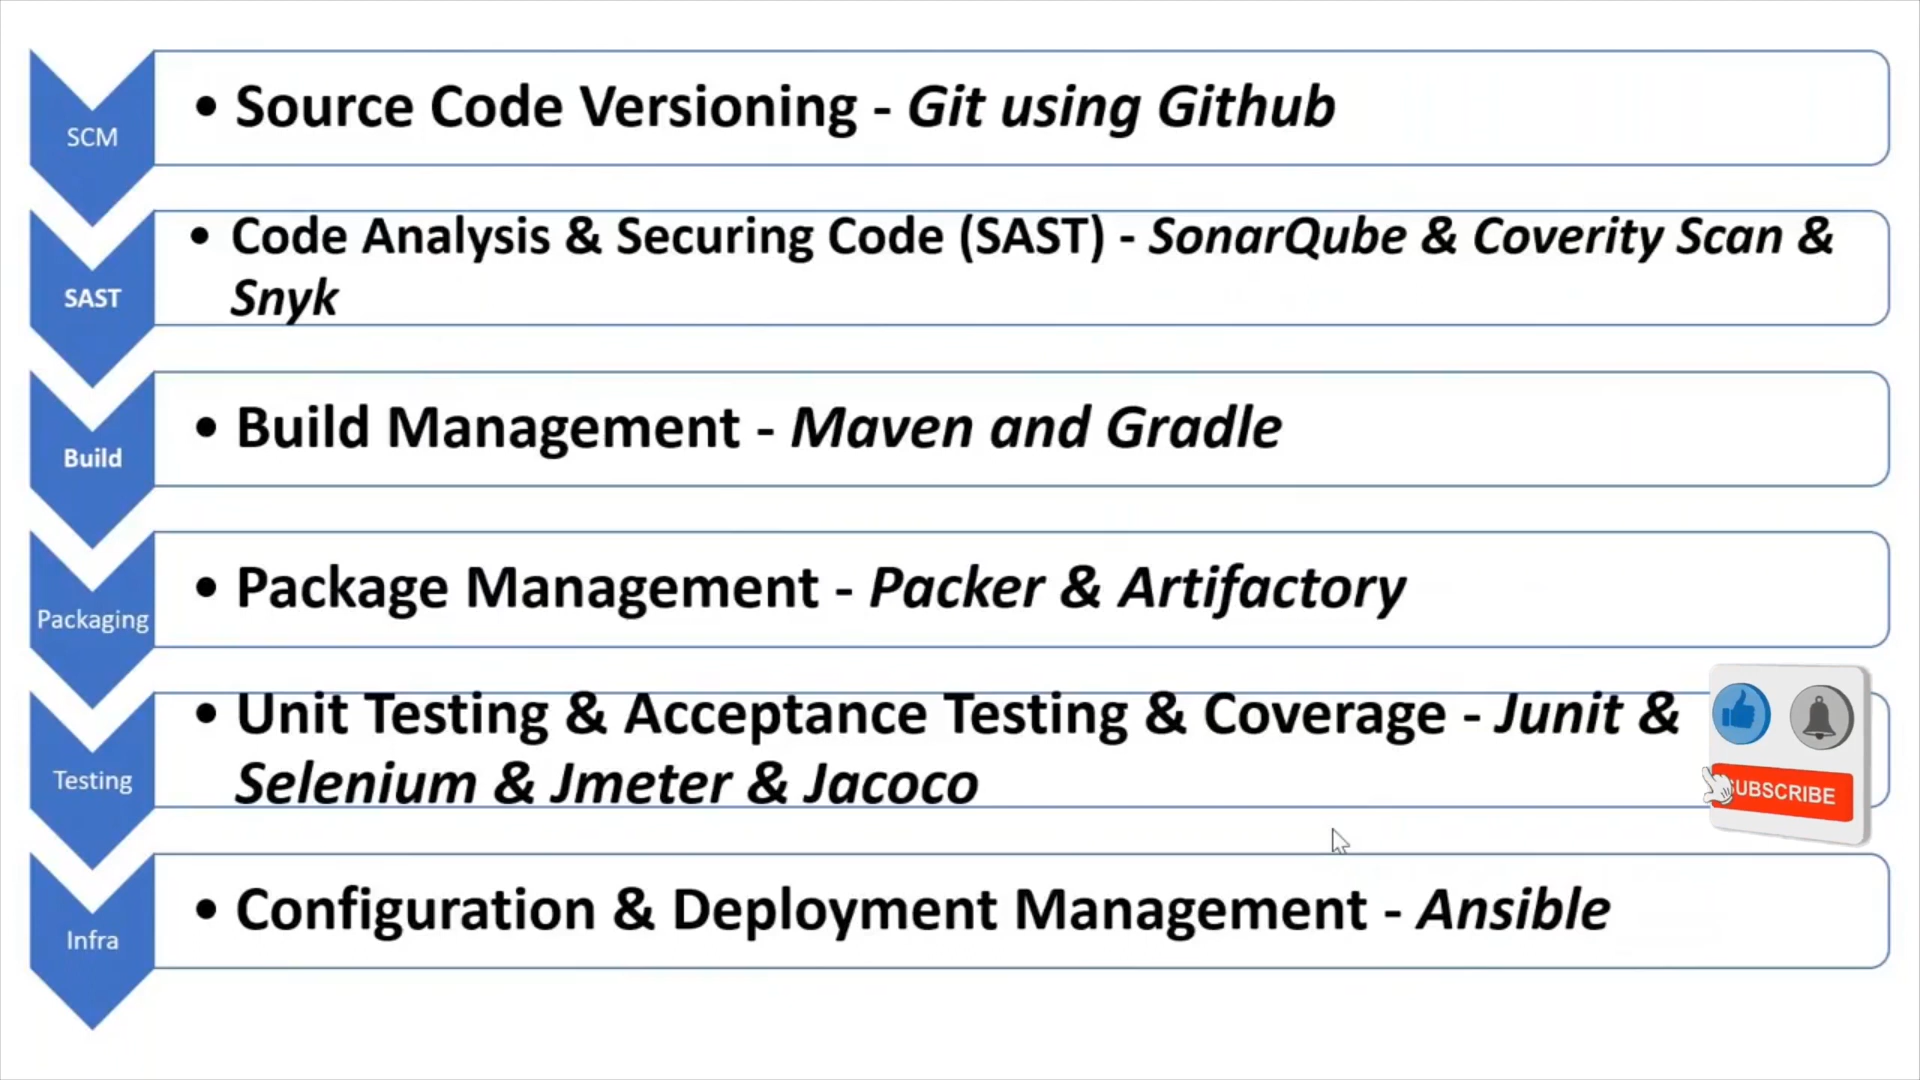 SCM
• Source Code Versioning - Git using Github
SAST
• Code Analysis & Securing Code (SAST) - SonarQube & Coverity Scan &
Snyk
Build
• Build Management - Maven and Gradle
Packaging
• Package Management - Packer & Artifactory
Testing
• Unit Testing & Acceptance Testing & Coverage - Junit &
Selenium & Jmeter & Jacoco
SUBSCRIBE
Infra
• Configuration & Deployment Management - Ansible